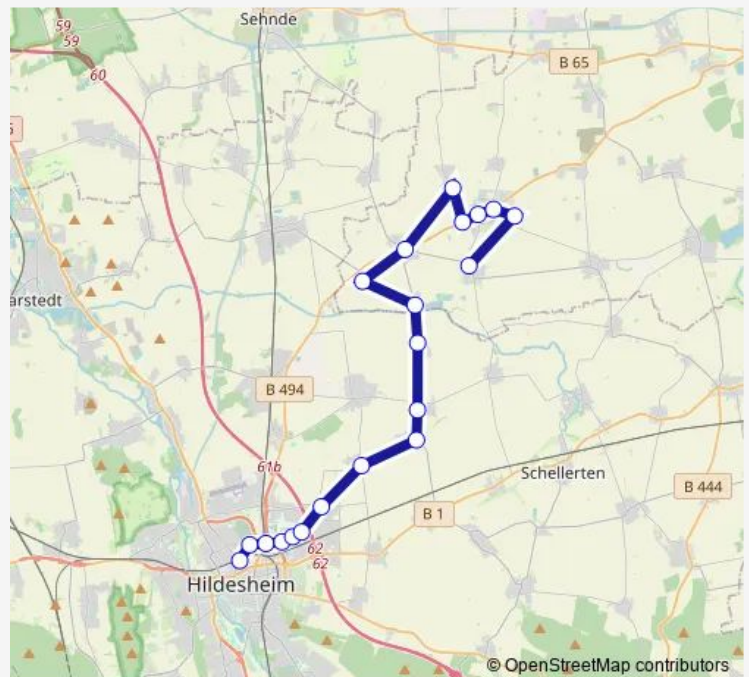 Sehnde
59
59
60
B 65
arstedt
B 494
61b
Schellerten
B 444
B 1
62
62
Hildesheim
© OpenStreetMap contributors